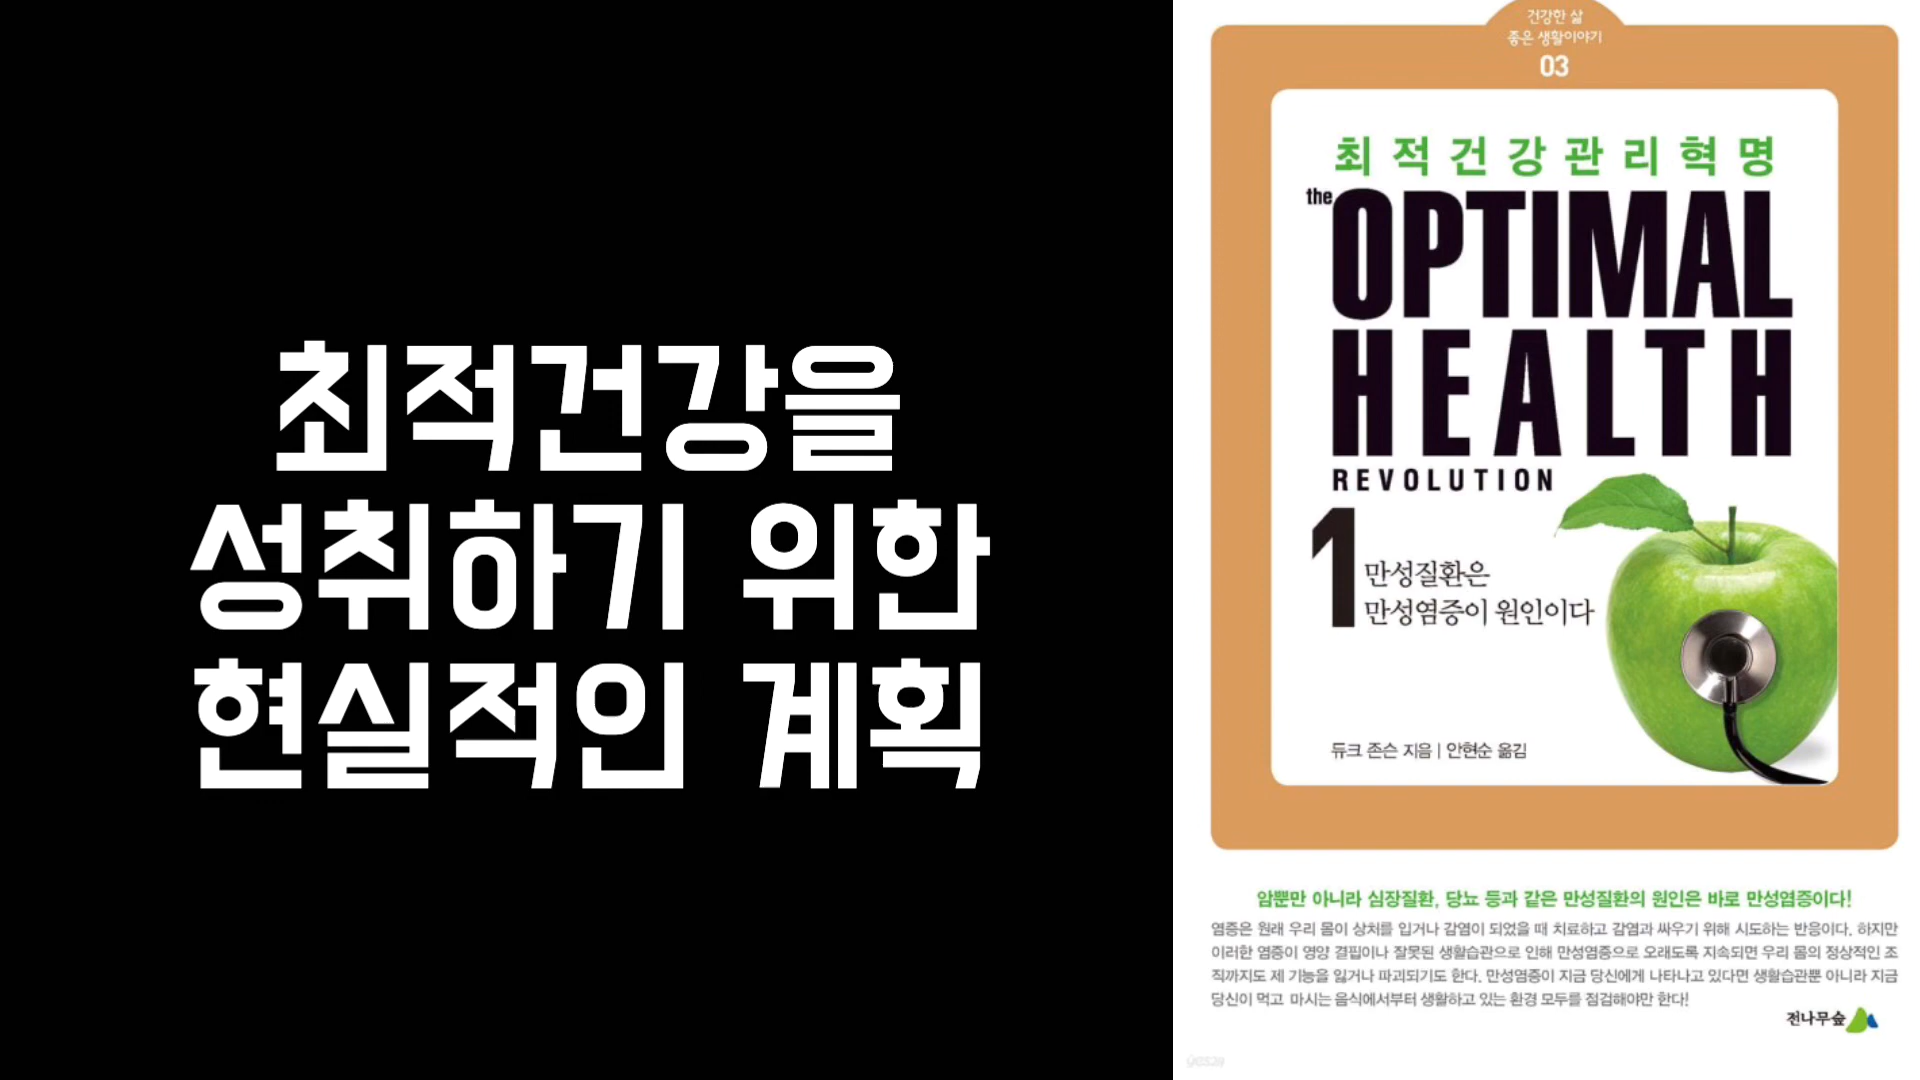 최적건강을
성취하기 위한
현실적인 계획
건강한 삶
좋은 생활이야기
03
최적건강관리혁명
the OPTIMAL
HEALTH
REVOLUTION
1 만성질환은
만성염증이 원인이다
듀크 존슨 지음 | 안현순 옮김
암뿐만 아니라 심장질환, 당뇨 등과 같은 만성질환의 원인은 바로 만성염증이다!
염증은 원래 우리 몸이 상처를 입거나 감염이 되었을 때 치료하고 감염과 싸우기 위해 시도하는 반응이다. 하지만
이러한 염증이 영양 결핍이나 잘못된 생활습관으로 인해 만성염증으로 오래도록 지속되면 우리 몸의 정상적인 조
직까지도 제 기능을 잃거나 파괴되기도 한다. 만성염증이 지금 당신에게 나타나고 있다면 생활습관뿐 아니라 지금
당신이 먹고 마시는 음식에서부터 생활하고 있는 환경 모두를 점검해야만 한다!
전나무숲
yes24